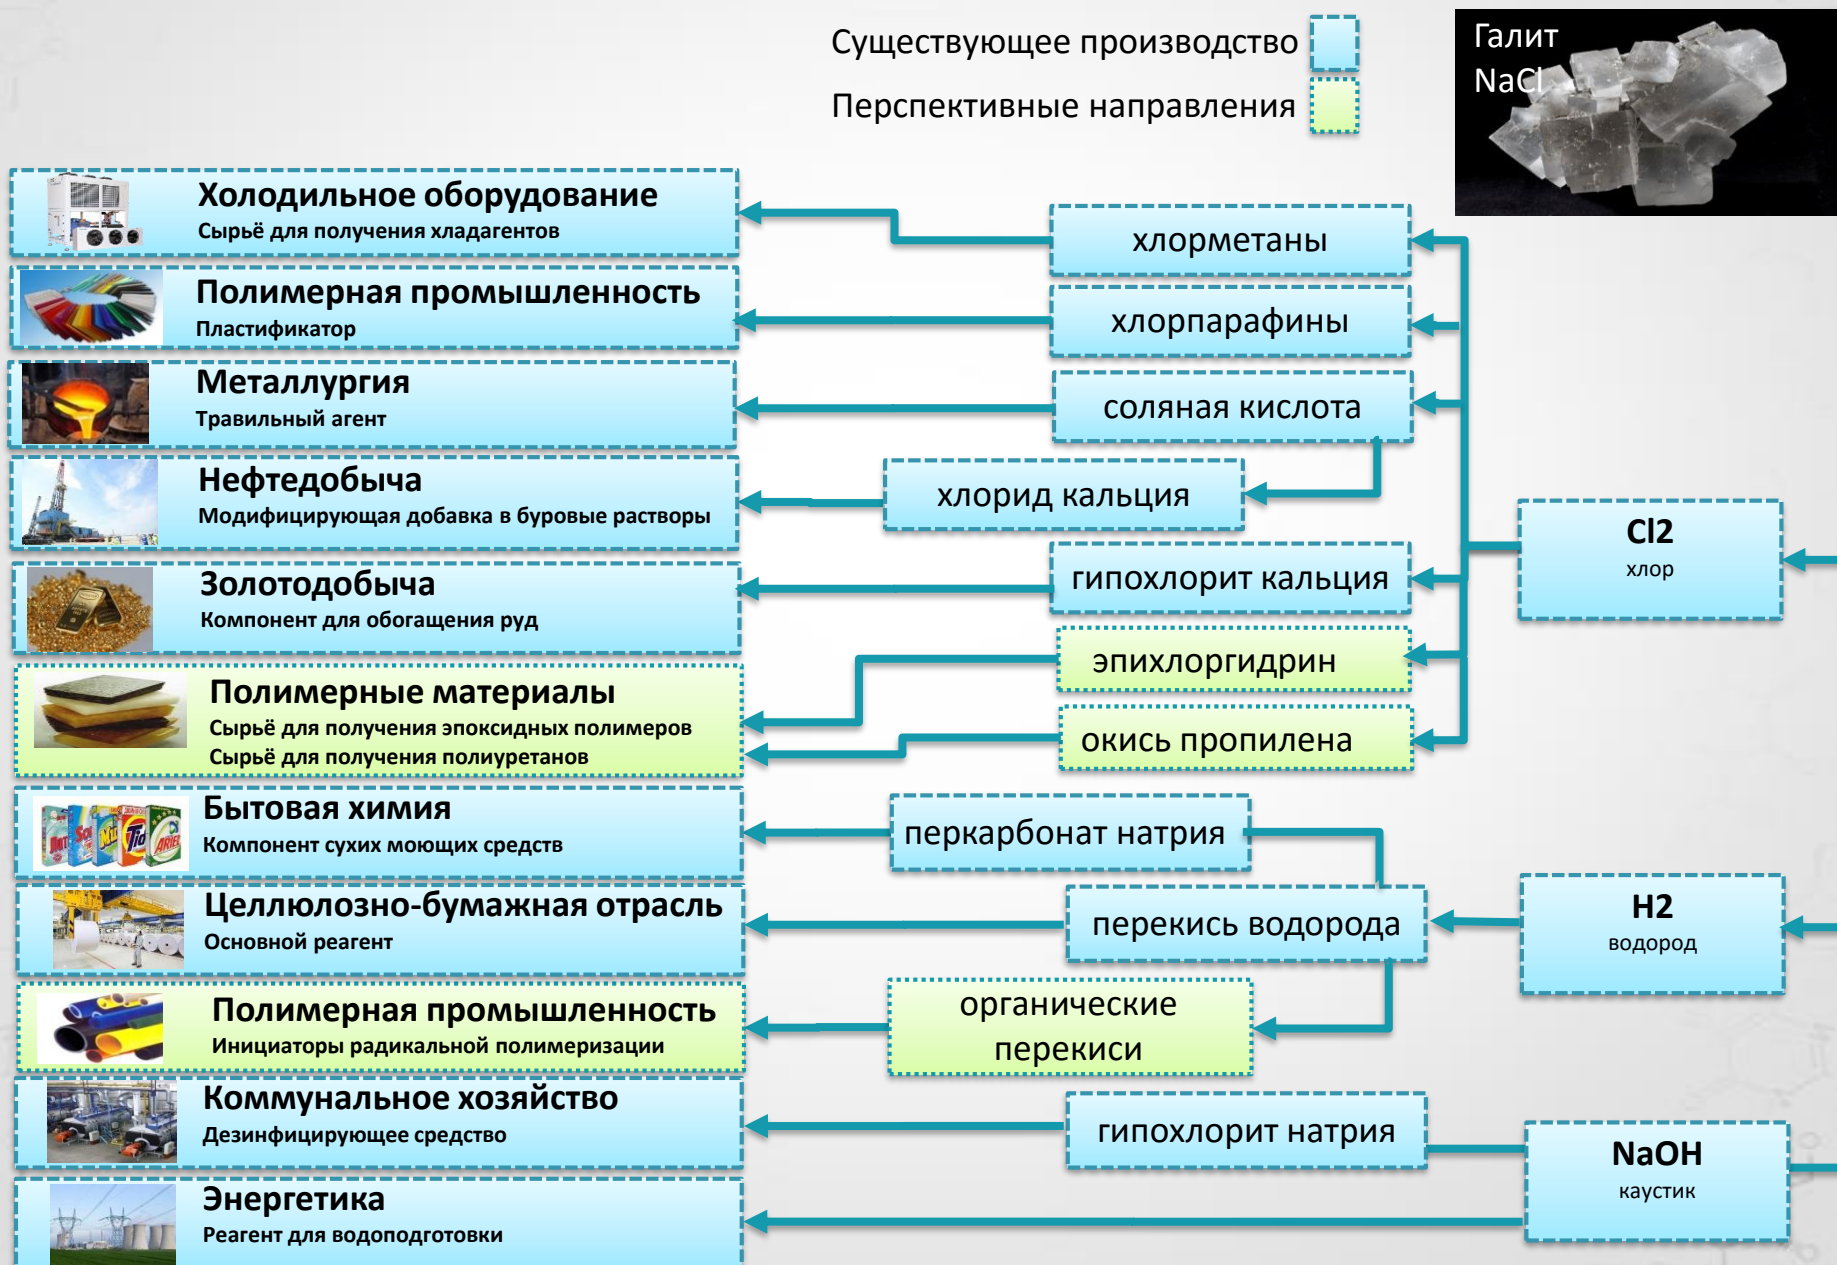 Существующее производство
Перспективные направления
Галит
NaCl
Холодильное оборудование
Сырьё для получения хладагентов
хлорметаны
Полимерная промышленность
Пластификатор
хлорпарафины
Металлургия
Травильный агент
соляная кислота
Нефтедобыча
Модифицирующая добавка в буровые растворы
хлорид кальция
Cl2
хлор
Золотодобыча
Компонент для обогащения руд
гипохлорит кальция
Полимерные материалы
Сырьё для получения эпоксидных полимеров
Сырьё для получения полиуретанов
эпихлоргидрин
окись пропилена
Бытовая химия
Компонент сухих моющих средств
перкарбонат натрия
Целлюлозно-бумажная отрасль
Основной реагент
перекись водорода
H2
водород
Полимерная промышленность
Инициаторы радикальной полимеризации
органические
перекиси
Коммунальное хозяйство
Дезинфицирующее средство
гипохлорит натрия
NaOH
каустик
Энергетика
Реагент для водоподготовки
Tide
ARIEL